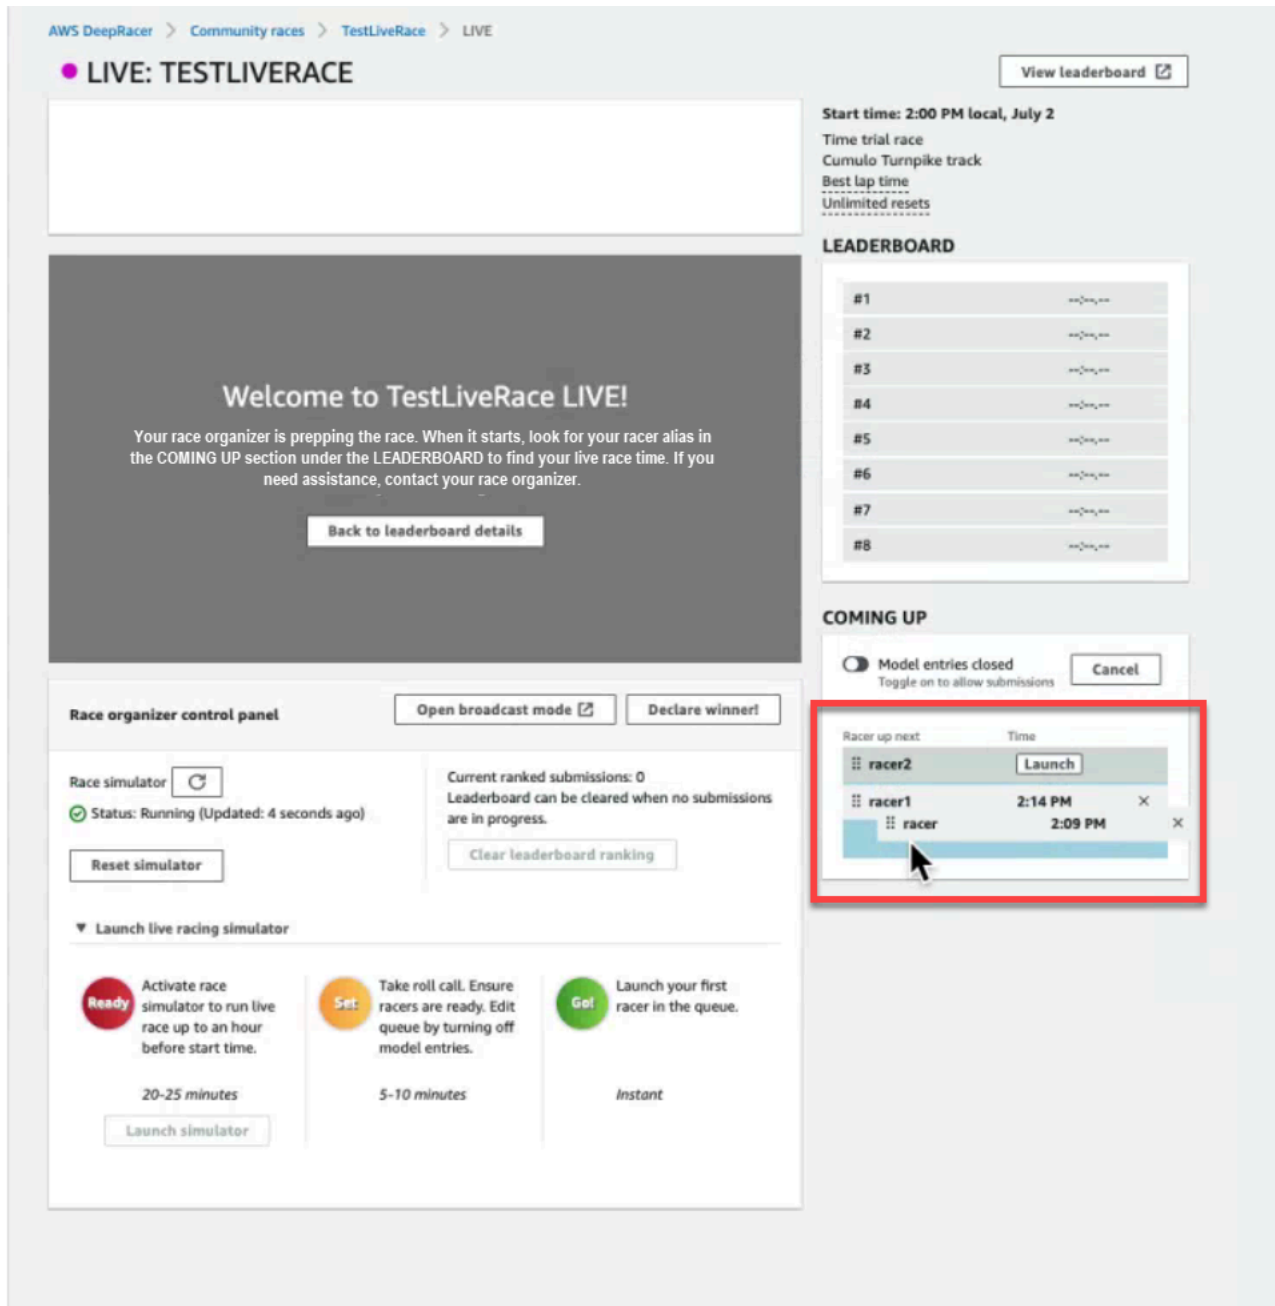 AWS DeepRacer > Community races > TestLiveRace > LIVE
LIVE: TESTLIVERACE
View leaderboard
Start time: 2:00 PM local, July 2
Time trial race
Cumulo Turnpike track
Best lap time
Unlimited resets
LEADERBOARD
#1 --:--.--
#2 --:--.--
#3 --:--.--
#4 --:--.--
#5 --:--.--
#6 --:--.--
#7 --:--.--
#8 --:--.--
Welcome to TestLiveRace LIVE!
Your race organizer is prepping the race. When it starts, look for your racer alias in
the COMING UP section under the LEADERBOARD to find your live race time. If you
need assistance, contact your race organizer.
Back to leaderboard details
COMING UP
Model entries closed
Toggle on to allow submissions
Cancel
Racer up next Time
racer2 Launch
racer1 2:14 PM ×
racer 2:09 PM ×
Race organizer control panel
Open broadcast mode
Declare winner!
Race simulator
Status: Running (Updated: 4 seconds ago)
Reset simulator
Current ranked submissions: 0
Leaderboard can be cleared when no submissions
are in progress.
Clear leaderboard ranking
▼ Launch live racing simulator
Ready
Activate race
simulator to run live
race up to an hour
before start time.
20-25 minutes
Launch simulator
Set
Take roll call. Ensure
racers are ready. Edit
queue by turning off
model entries.
5-10 minutes
Go!
Launch your first
racer in the queue.
Instant